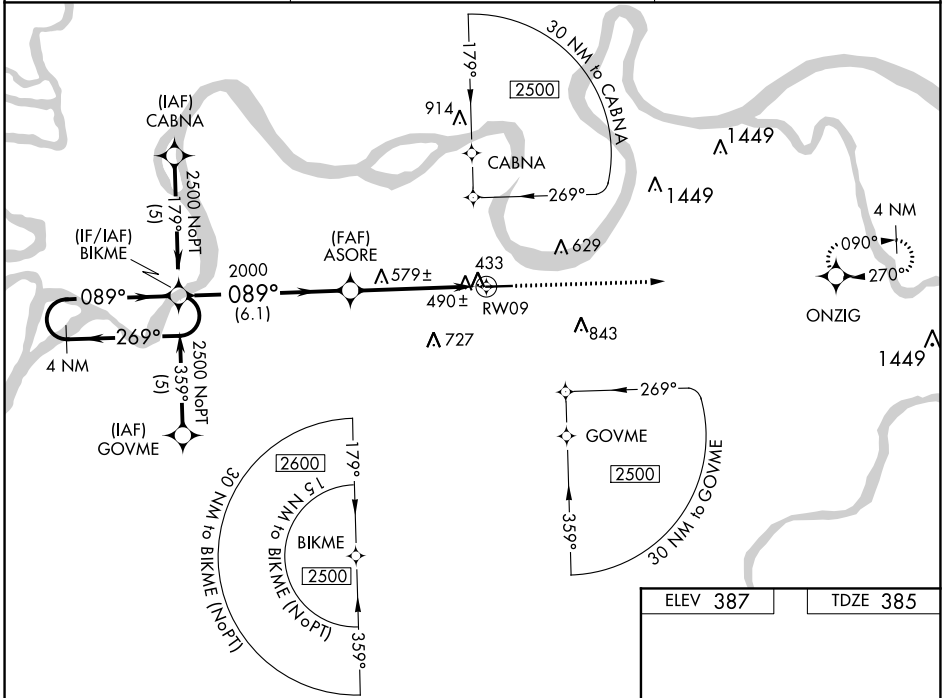 30 NM to CABNA
179°
2500
914
(IAF)
CABNA
1449
CABNA
2500 NoPT
179°
(5)
1449
269°
4 NM
(IF/IAF)
BIKME
(FAF)
ASORE
629
090°
2000
579±
433
270°
089°
089°
(6.1)
490±
RW09
ONZIG
269°
727
843
4 NM
2500 NoPT
359°
(5)
1449
269°
(IAF)
GOVME
GOVME
179°
2600
2500
30 NM to GOVME
359°
30 NM to BIKME (NoPT)
15 NM to BIKME (NoPT)
BIKME
2500
359°
ELEV 387
TDZE 385